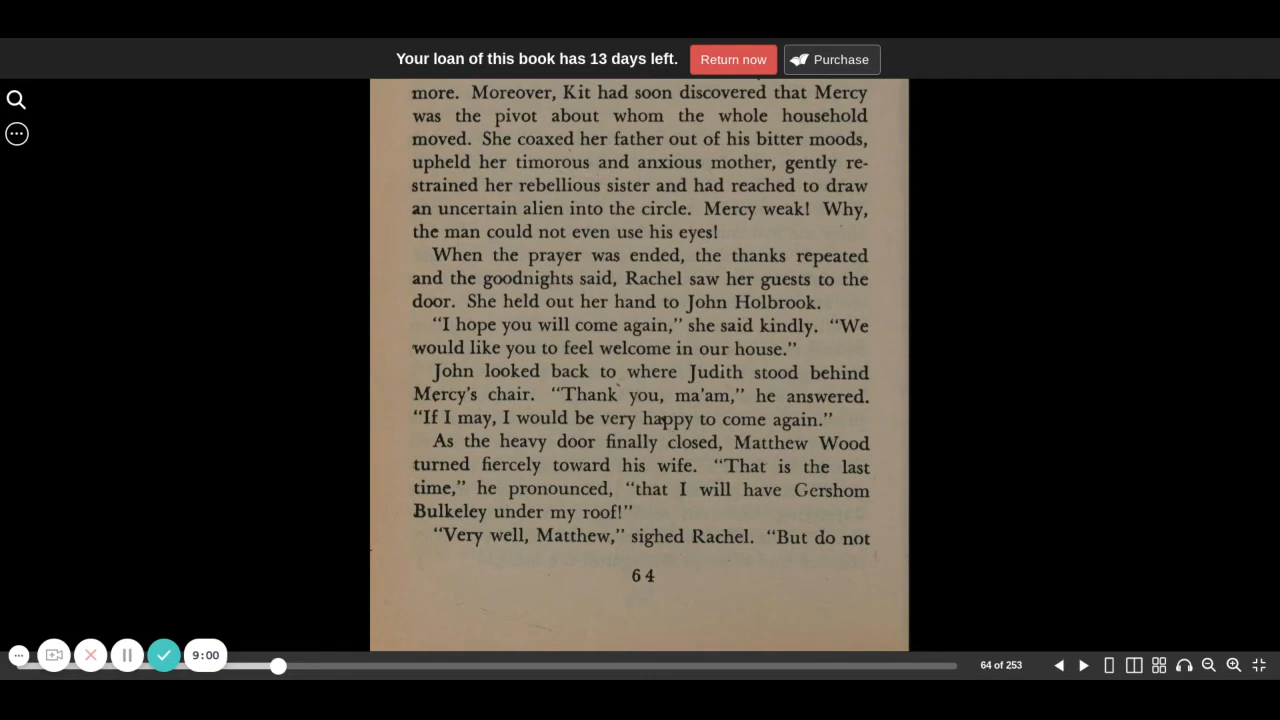 Your loan of this book has 13 days left. Return now Purchase
more. Moreover, Kit had soon discovered that Mercy
was the pivot about whom the whole household
moved. She coaxed her father out of his bitter moods,
upheld her timorous and anxious mother, gently re-
strained her rebellious sister and had reached to draw
an uncertain alien into the circle. Mercy weak! Why,
the man could not even use his eyes!
When the prayer was ended, the thanks repeated
and the goodnights said, Rachel saw her guests to the
door. She held out her hand to John Holbrook.
“I hope you will come again,” she said kindly. “We
would like you to feel welcome in our house.”
John looked back to where Judith stood behind
Mercy’s chair. “Thank you, ma’am,” he answered.
“If I may, I would be very happy to come again.”
As the heavy door finally closed, Matthew Wood
turned fiercely toward his wife. “That is the last
time,” he pronounced, “that I will have Gershom
Bulkeley under my roof!”
“Very well, Matthew,” sighed Rachel. “But do not
64
9:00
64 of 253